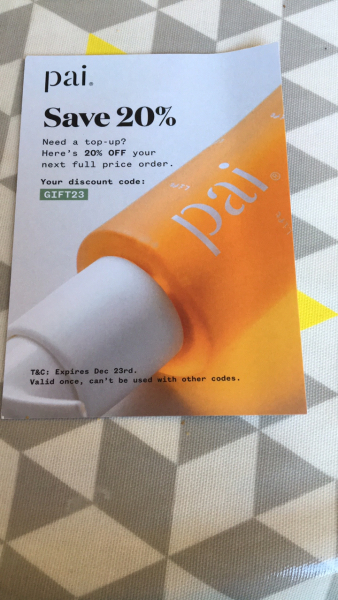 pai.
Save 20%
Need a top-up?
Here's 20% OFF your
next full price order.
Your discount code:
GIFT23
pai®
T&C: Expires Dec 23rd.
Valid once, can't be used with other codes.